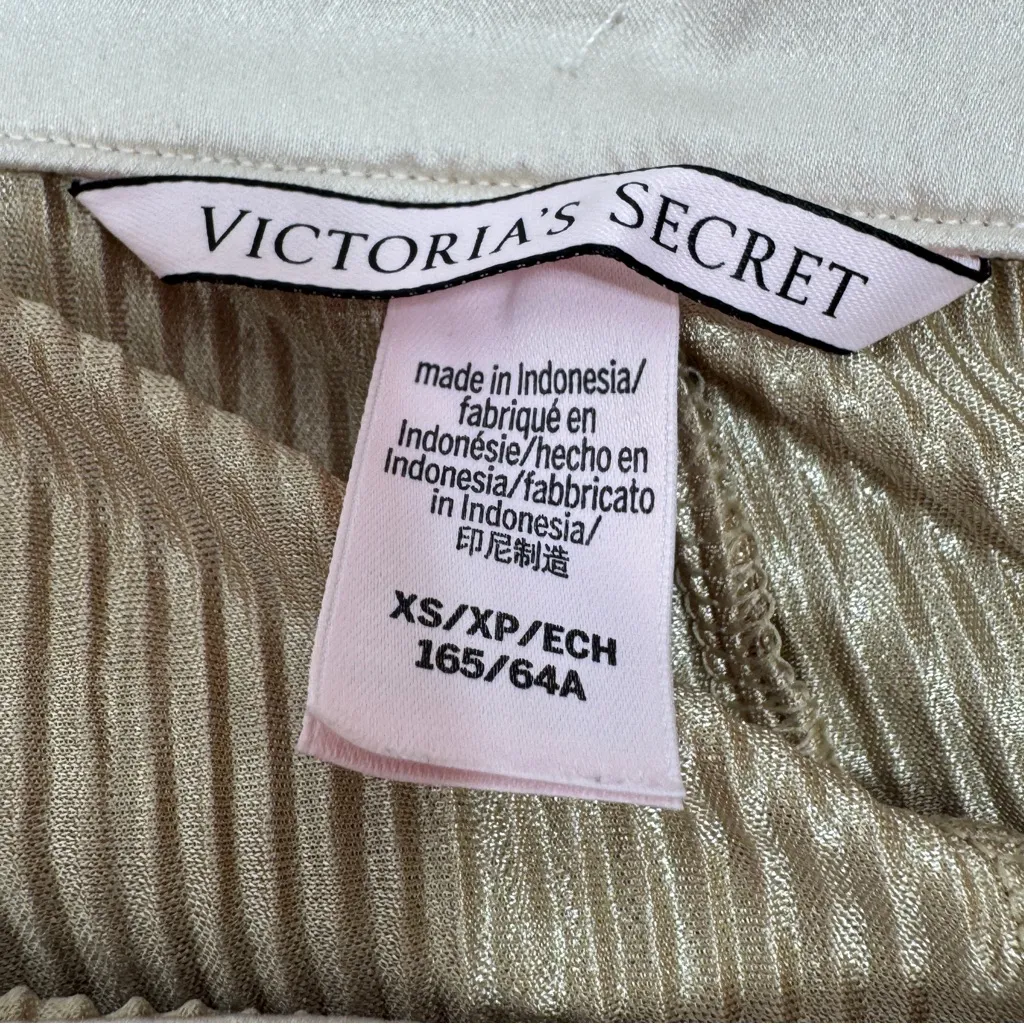 VICTORIA'S SECRET
made in Indonesia/
fabriqué en
Indonésie/hecho en
Indonesia/fabbricato
in Indonesia/
印尼制造
XS/XP/ECH
165/64A